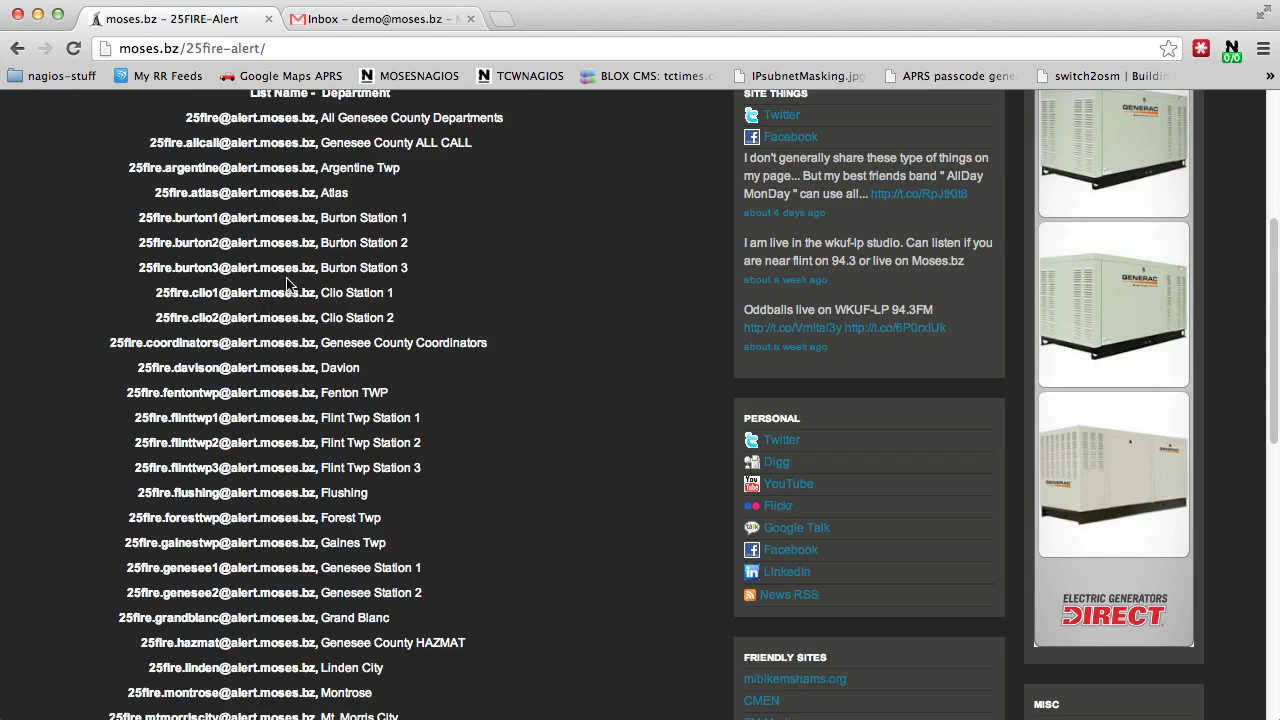 moses.bz – 25FIRE-Alert
Inbox – demo@moses.bz –
moses.bz/25fire-alert/
0/0
nagios-stuff
My RR Feeds
Google Maps APRS
MOSESNAGIOS
TCWNAGIOS
BLOX CMS: tctimes.c
IPsubnetMasking.jpg
APRS passcode gene
switch2osm | Buildin
»
List Name - Department
25fire@alert.moses.bz, All Genesee County Departments
25fire.allcall@alert.moses.bz, Genesee County ALL CALL
25fire.argentine@alert.moses.bz, Argentine Twp
25fire.atlas@alert.moses.bz, Atlas
25fire.burton1@alert.moses.bz, Burton Station 1
25fire.burton2@alert.moses.bz, Burton Station 2
25fire.burton3@alert.moses.bz, Burton Station 3
25fire.clio1@alert.moses.bz, Clio Station 1
25fire.clio2@alert.moses.bz, Clio Station 2
25fire.coordinators@alert.moses.bz, Genesee County Coordinators
25fire.davison@alert.moses.bz, Davion
25fire.fentontwp@alert.moses.bz, Fenton TWP
25fire.flinttwp1@alert.moses.bz, Flint Twp Station 1
25fire.flinttwp2@alert.moses.bz, Flint Twp Station 2
25fire.flinttwp3@alert.moses.bz, Flint Twp Station 3
25fire.flushing@alert.moses.bz, Flushing
25fire.foresttwp@alert.moses.bz, Forest Twp
25fire.gainestwp@alert.moses.bz, Gaines Twp
25fire.genesee1@alert.moses.bz, Genesee Station 1
25fire.genesee2@alert.moses.bz, Genesee Station 2
25fire.grandblanc@alert.moses.bz, Grand Blanc
25fire.hazmat@alert.moses.bz, Genesee County HAZMAT
25fire.linden@alert.moses.bz, Linden City
25fire.montrose@alert.moses.bz, Montrose
25fire.mtmorriscity@alert.moses.bz, Mt. Morris City
SITE THINGS
Twitter
Facebook
I don't generally share these type of things on
my page... But my best friends band " AllDay
MonDay " can use all... http://t.co/RpJtKit8
about 4 days ago
I am live in the wkuf-lp studio. Can listen if you
are near flint on 94.3 or live on Moses.bz
about a week ago
Oddballs live on WKUF-LP 94.3FM
about a week ago
PERSONAL
Twitter
Digg
YouTube
Flickr
Google Talk
Facebook
LinkedIn
News RSS
FRIENDLY SITES
mibikemshams.org
CMEN
GENERAC
GENERAC
GENERAC
GENERAC
ELECTRIC GENERATORS
DIRECT
MISC